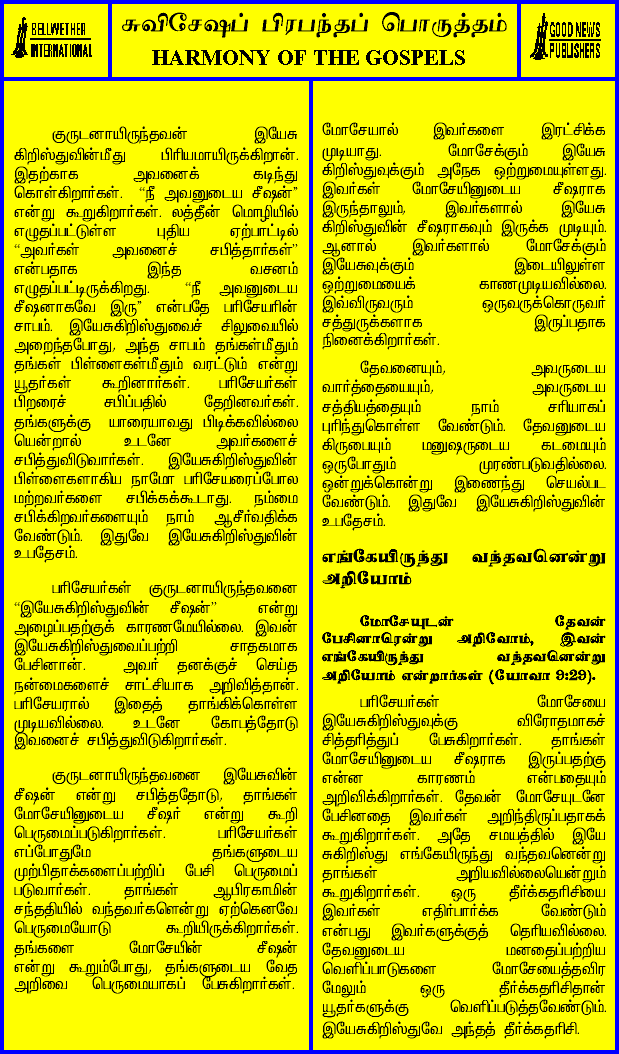 BELLWETHER
INTERNATIONAL
சுவிசேஷப் பிரபந்தப் பொருத்தம்
HARMONY OF THE GOSPELS
GOOD NEWS
PUBLISHERS
குருடனாயிருந்தவன் இயேசு
கிறிஸ்துவின்மீது பிரியமாயிருக்கிறான்.
இதற்காக அவனைக் கடிந்து
கொள்கிறார்கள். “நீ அவனுடைய சீஷன்”
என்று கூறுகிறார்கள். லத்தீன் மொழியில்
எழுதப்பட்டுள்ள புதிய ஏற்பாட்டில்
“அவர்கள் அவனைச் சபித்தார்கள்”
என்பதாக இந்த வசனம்
எழுதப்பட்டிருக்கிறது. “நீ அவனுடைய
சீஷனாகவே இரு” என்பதே பரிசேயரின்
சாபம். இயேசுகிறிஸ்துவைச் சிலுவையில்
அறைந்தபோது, அந்த சாபம் தங்கள்மீதும்
தங்கள் பிள்ளைகள்மீதும் வரட்டும் என்று
யூதர்கள் கூறினார்கள். பரிசேயர்கள்
பிறரைச் சபிப்பதில் தேறினவர்கள்.
தங்களுக்கு யாரையாவது பிடிக்கவில்லை
யென்றால் உடனே அவர்களைச்
சபித்துவிடுவார்கள். இயேசுகிறிஸ்துவின்
பிள்ளைகளாகிய நாமோ பரிசேயரைப்போல
மற்றவர்களை சபிக்கக்கூடாது. நம்மை
சபிக்கிறவர்களையும் நாம் ஆசீர்வதிக்க
வேண்டும். இதுவே இயேசுகிறிஸ்துவின்
உபதேசம்.
பரிசேயர்கள் குருடனாயிருந்தவனை
“இயேசுகிறிஸ்துவின் சீஷன்” என்று
அழைப்பதற்குக் காரணமேயில்லை. இவன்
இயேசுகிறிஸ்துவைப்பற்றி சாதகமாக
பேசினான். அவர் தனக்குச் செய்த
நன்மைகளைச் சாட்சியாக அறிவித்தான்.
பரிசேயரால் இதைத் தாங்கிக்கொள்ள
முடியவில்லை. உடனே கோபத்தோடு
இவனைச் சபித்துவிடுகிறார்கள்.
குருடனாயிருந்தவனை இயேசுவின்
சீஷன் என்று சபித்ததோடு, தாங்கள்
மோசேயினுடைய சீஷர் என்று கூறி
பெருமைப்படுகிறார்கள். பரிசேயர்கள்
எப்போதுமே தங்களுடைய
முற்பிதாக்களைப்பற்றிப் பேசி பெருமைப்
படுவார்கள். தாங்கள் ஆபிரகாமின்
சந்ததியில் வந்தவர்களென்று ஏற்கெனவே
பெருமையோடு கூறியிருக்கிறார்கள்.
தங்களை மோசேயின் சீஷன்
என்று கூறும்போது, தங்களுடைய வேத
அறிவை பெருமையாகப் பேசுகிறார்கள்.
மோசேயால் இவர்களை இரட்சிக்க
முடியாது. மோசேக்கும் இயேசு
கிறிஸ்துவுக்கும் அநேக ஒற்றுமையுள்ளது.
இவர்கள் மோசேயினுடைய சீஷராக
இருந்தாலும், இவர்களால் இயேசு
கிறிஸ்துவின் சீஷராகவும் இருக்க முடியும்.
ஆனால் இவர்களால் மோசேக்கும்
இயேசுவுக்கும் இடையிலுள்ள
ஒற்றுமையைக் காணமுடியவில்லை.
இவ்விருவரும் ஒருவருக்கொருவர்
சத்துருக்களாக இருப்பதாக
நினைக்கிறார்கள்.
தேவனையும், அவருடைய
வார்த்தையையும், அவருடைய
சத்தியத்தையும் நாம் சரியாகப்
புரிந்துகொள்ள வேண்டும். தேவனுடைய
கிருபையும் மனுஷருடைய கடமையும்
ஒருபோதும் முரண்படுவதில்லை.
ஒன்றுக்கொன்று இணைந்து செயல்பட
வேண்டும். இதுவே இயேசுகிறிஸ்துவின்
உபதேசம்.
எங்கேயிருந்து வந்தவனென்று
அறியோம்
மோசேயுடன் தேவன்
பேசினாரென்று அறிவோம், இவன்
எங்கேயிருந்து வந்தவனென்று
அறியோம் என்றார்கள் (யோவா 9:29).
பரிசேயர்கள் மோசேயை
இயேசுகிறிஸ்துவுக்கு விரோதமாகச்
சித்தரித்துப் பேசுகிறார்கள். தாங்கள்
மோசேயினுடைய சீஷராக இருப்பதற்கு
என்ன காரணம் என்பதையும்
அறிவிக்கிறார்கள். தேவன் மோசேயுடனே
பேசினதை இவர்கள் அறிந்திருப்பதாகக்
கூறுகிறார்கள். அதே சமயத்தில் இயே
சுகிறிஸ்து எங்கேயிருந்து வந்தவனென்று
தாங்கள் அறியவில்லையென்றும்
கூறுகிறார்கள். ஒரு தீர்க்கதரிசியை
இவர்கள் எதிர்பார்க்க வேண்டும்
என்பது இவர்களுக்குத் தெரியவில்லை.
தேவனுடைய மனதைப்பற்றிய
வெளிப்பாடுகளை மோசேயைத்தவிர
மேலும் ஒரு தீர்க்கதரிசிதான்
யூதர்களுக்கு வெளிப்படுத்தவேண்டும்.
இயேசுகிறிஸ்துவே அந்தத் தீர்க்கதரிசி.